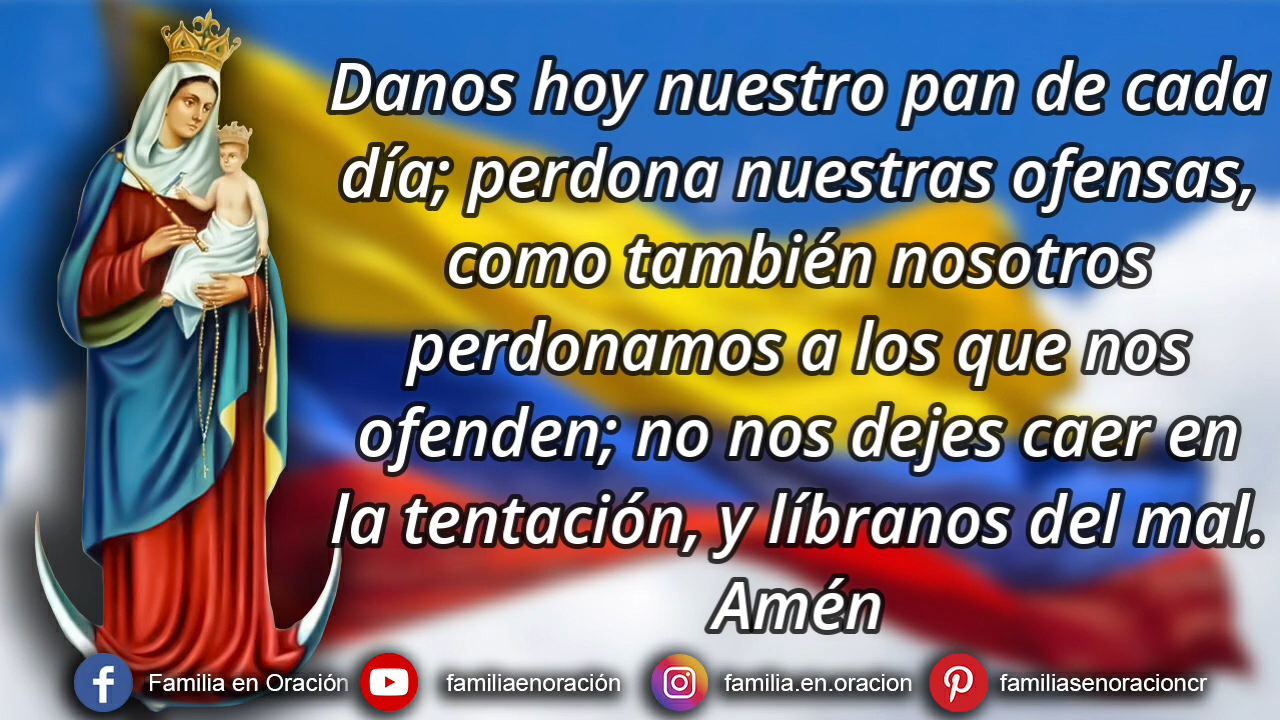 Danos hoy nuestro pan de cada
día; perdona nuestras ofensas,
como también nosotros
perdonamos a los que nos
ofenden; no nos dejes caer en
la tentación, y líbranos del mal.
Amén
Familia en Oración familiaenoración familia.en.oracion familiasenoracioncr